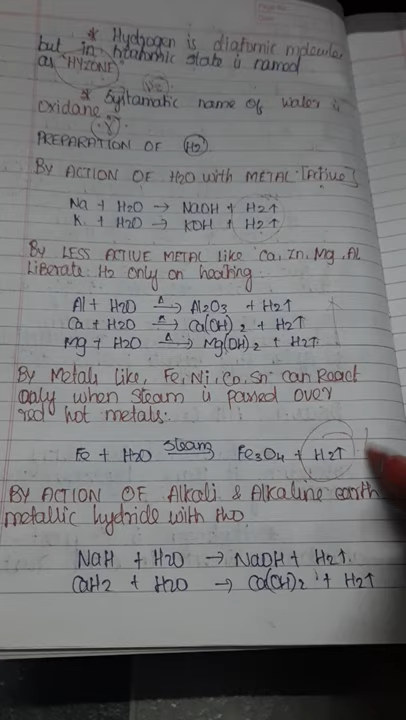 * Hydrogen is diatomic molecule
but in triatomic state is named
as "HYZONE"
* Systamatic name of water is
Oxidane.
PREPARATION OF H2
BY ACTION OF H2O with METAL [Active]
Na + H2O → NaOH + H2↑
K + H2O → KOH + H2↑
By LESS ACTIVE METAL like Ca, Zn, Mg, Al
liberate H2 only on heating.
Al + H2O —Δ→ Al2O3 + H2↑
Ca + H2O —Δ→ Ca(OH)2 + H2↑
Mg + H2O —Δ→ Mg(OH)2 + H2↑
By Metals like, Fe, Ni, Co, Sn can React
Only when steam is passed over
red hot metals.
Fe + H2O —Steam→ Fe3O4 + H2↑
BY ACTION OF Alkali & Alkaline earth
metallic hydride with H2O.
NaH + H2O → NaOH + H2↑
CaH2 + H2O → Ca(OH)2 + H2↑